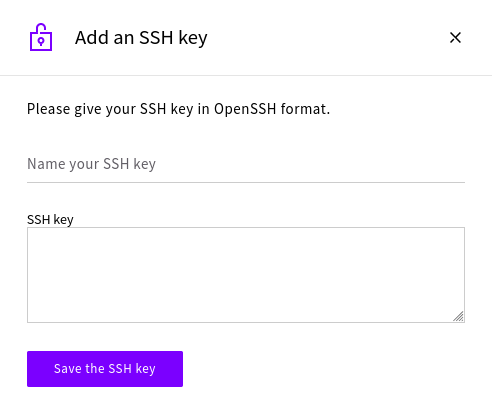 Add an SSH key
Please give your SSH key in OpenSSH format.
Name your SSH key
SSH key
Save the SSH key